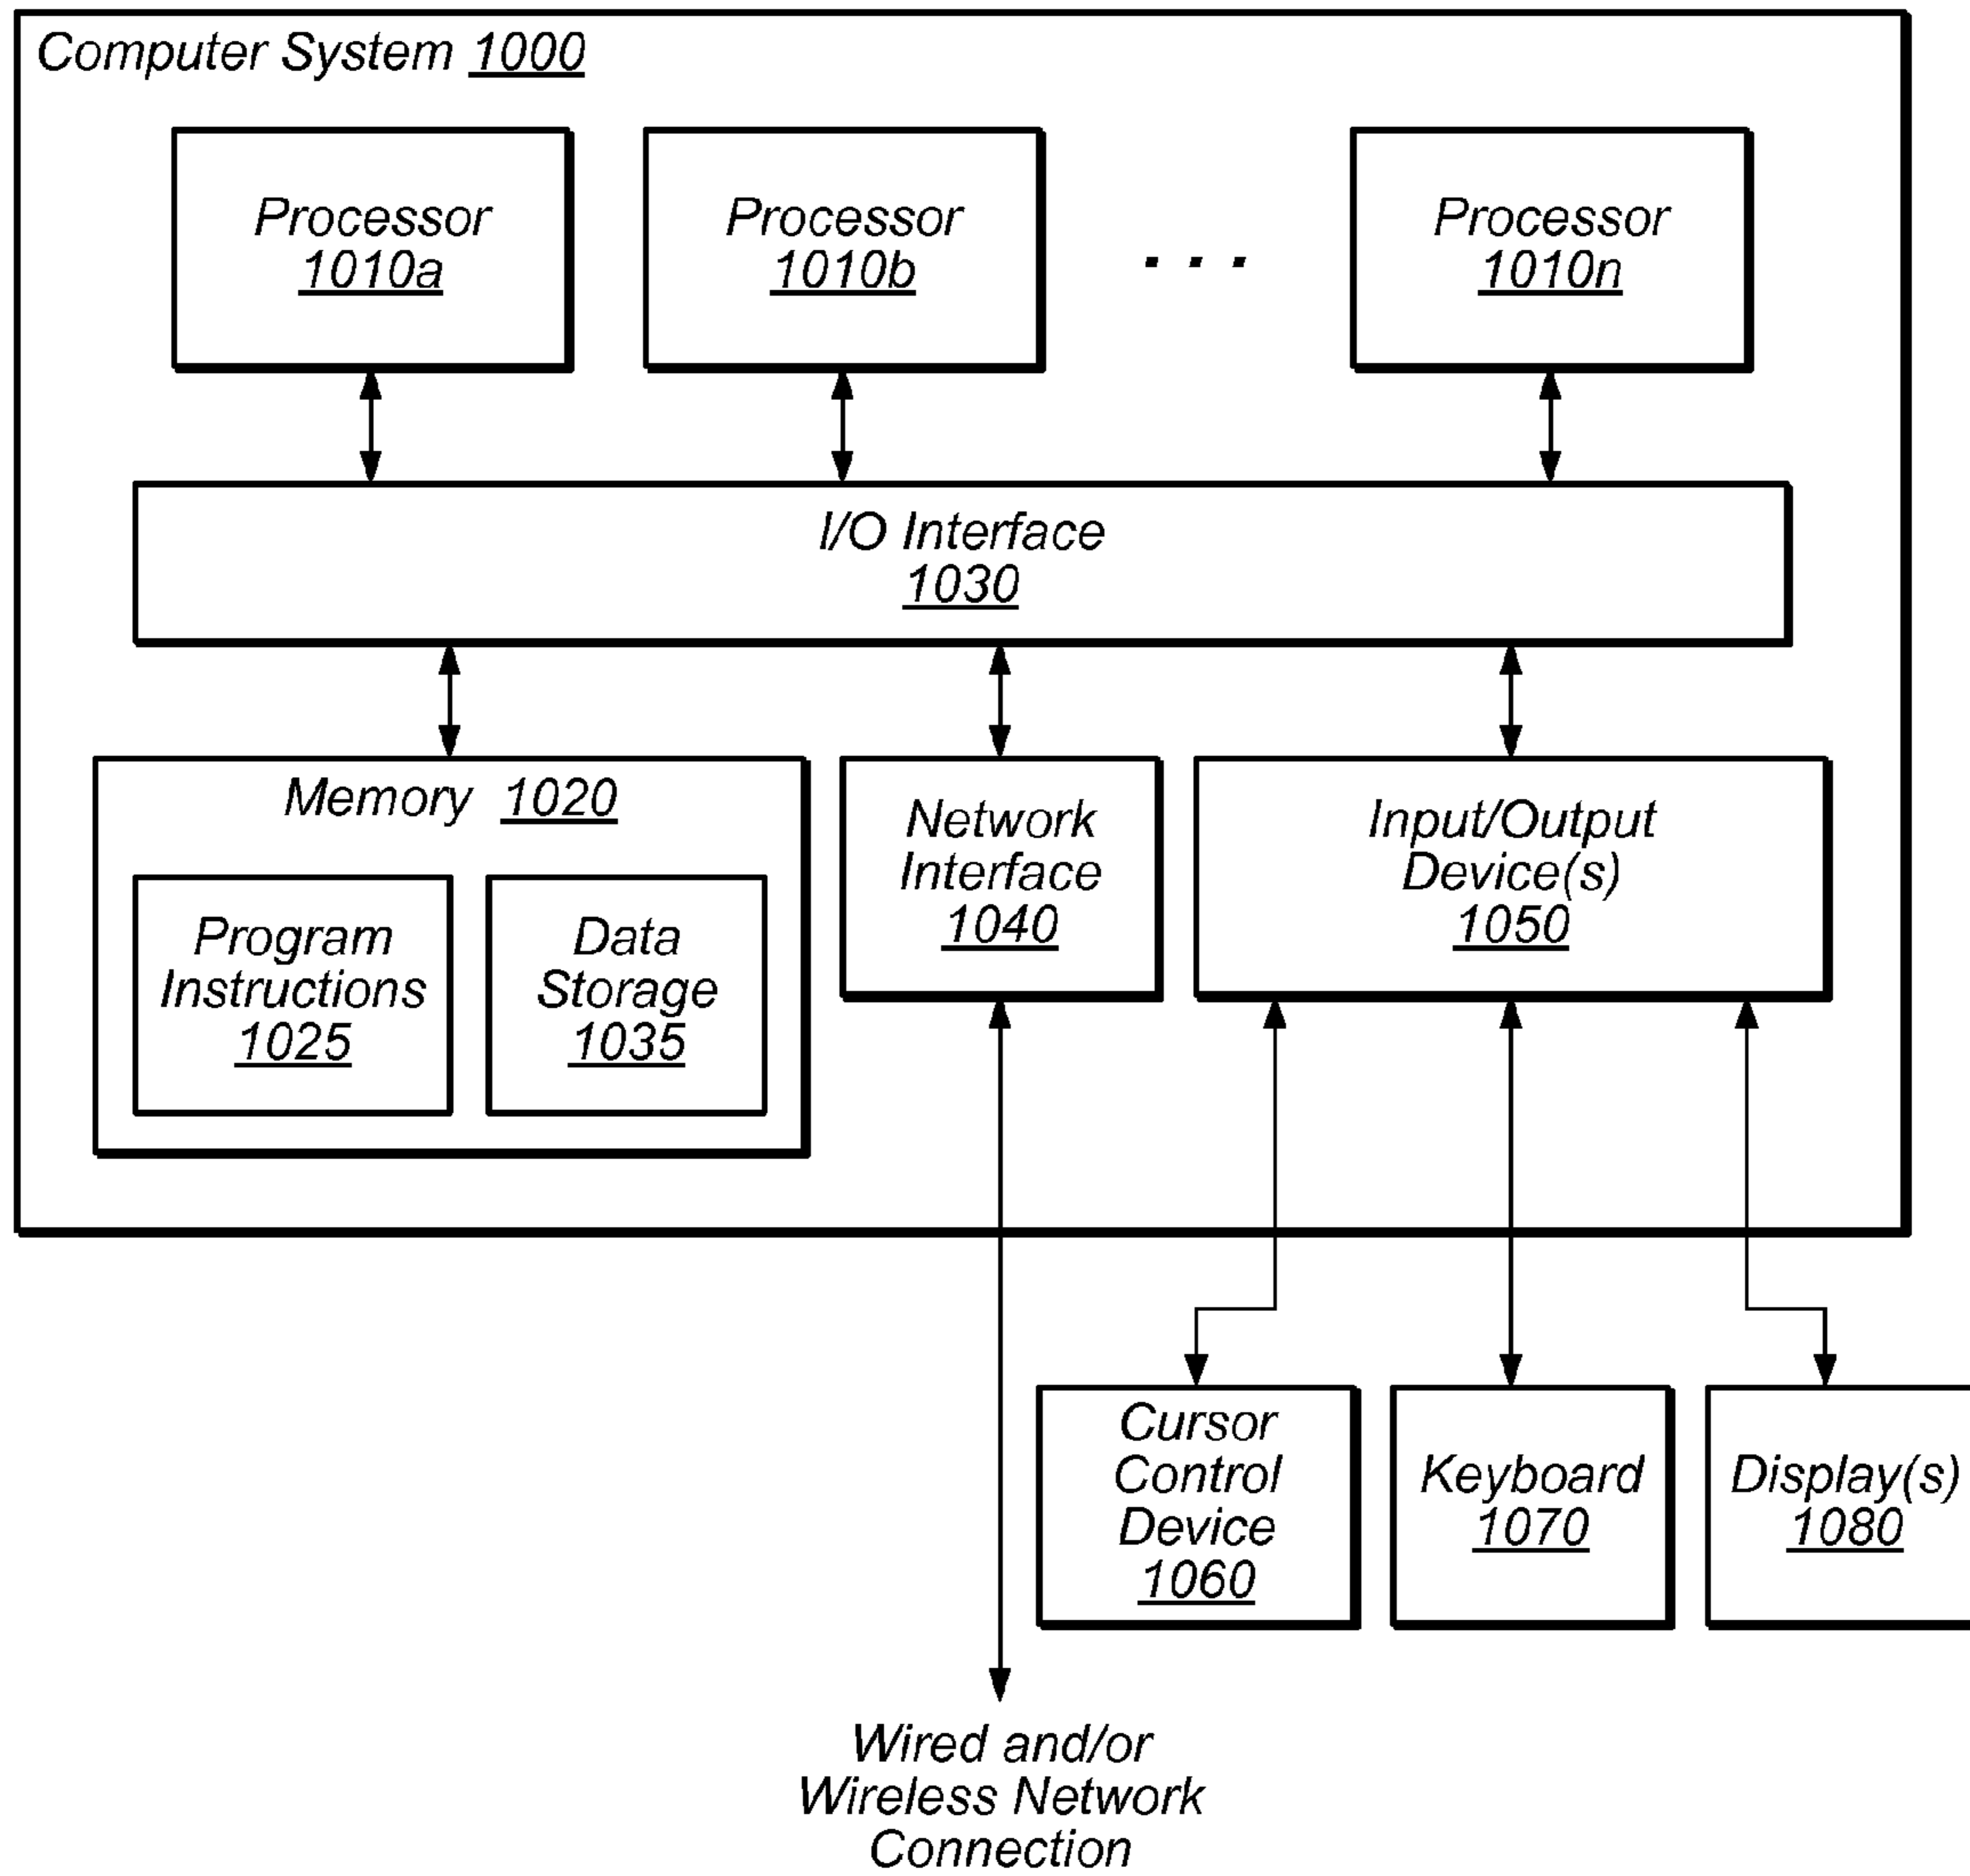 Computer System 1000
Processor
1010a
Processor
1010b
. . .
Processor
1010n
I/O Interface
1030
Memory 1020
Program
Instructions
1025
Data
Storage
1035
Network
Interface
1040
Input/Output
Device(s)
1050
Cursor
Control
Device
1060
Keyboard
1070
Display(s)
1080
Wired and/or
Wireless Network
Connection